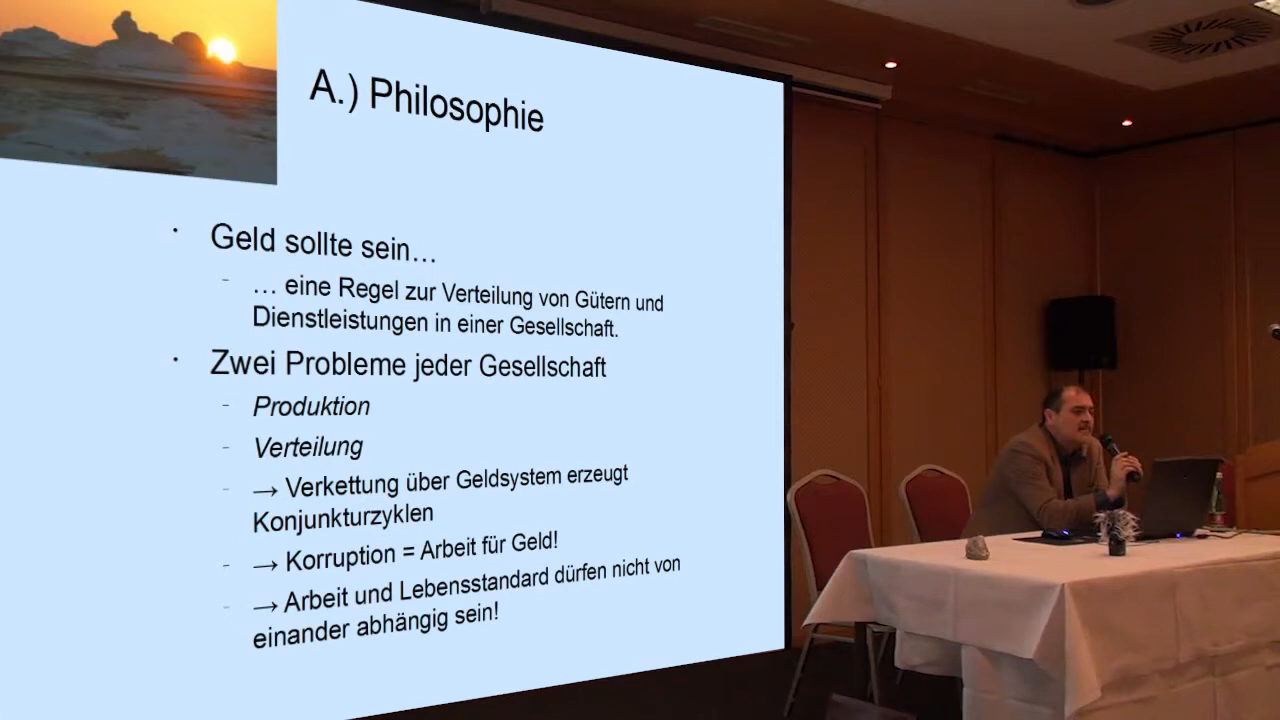 A.) Philosophie
• Geld sollte sein…
– … eine Regel zur Verteilung von Gütern und
Dienstleistungen in einer Gesellschaft.
• Zwei Probleme jeder Gesellschaft
– Produktion
– Verteilung
– → Verkettung über Geldsystem erzeugt
Konjunkturzyklen
– → Korruption = Arbeit für Geld!
– → Arbeit und Lebensstandard dürfen nicht von
einander abhängig sein!